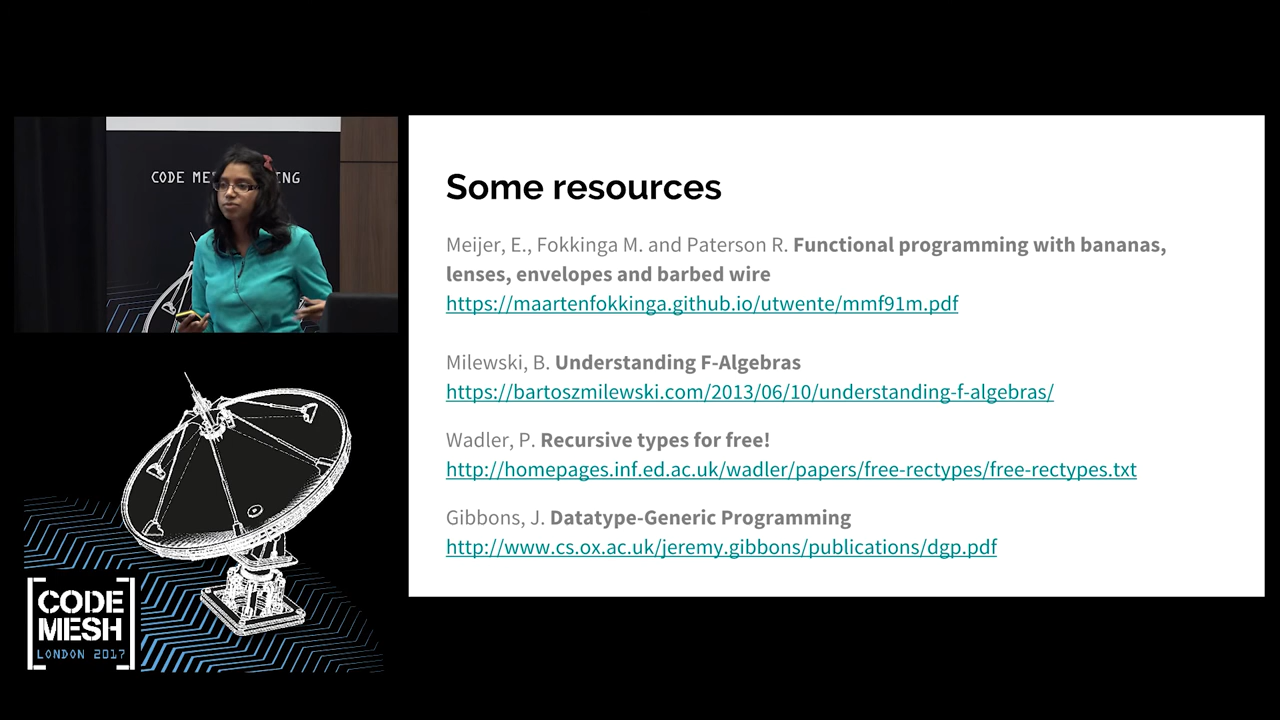 CODE ME
NG
Some resources
Meijer, E., Fokkinga M. and Paterson R. Functional programming with bananas,
lenses, envelopes and barbed wire
https://maartenfokkinga.github.io/utwente/mmf91m.pdf
Milewski, B. Understanding F-Algebras
https://bartoszmilewski.com/2013/06/10/understanding-f-algebras/
Wadler, P. Recursive types for free!
http://homepages.inf.ed.ac.uk/wadler/papers/free-rectypes/free-rectypes.txt
Gibbons, J. Datatype-Generic Programming
http://www.cs.ox.ac.uk/jeremy.gibbons/publications/dgp.pdf
CODE
MESH
LONDON 2017